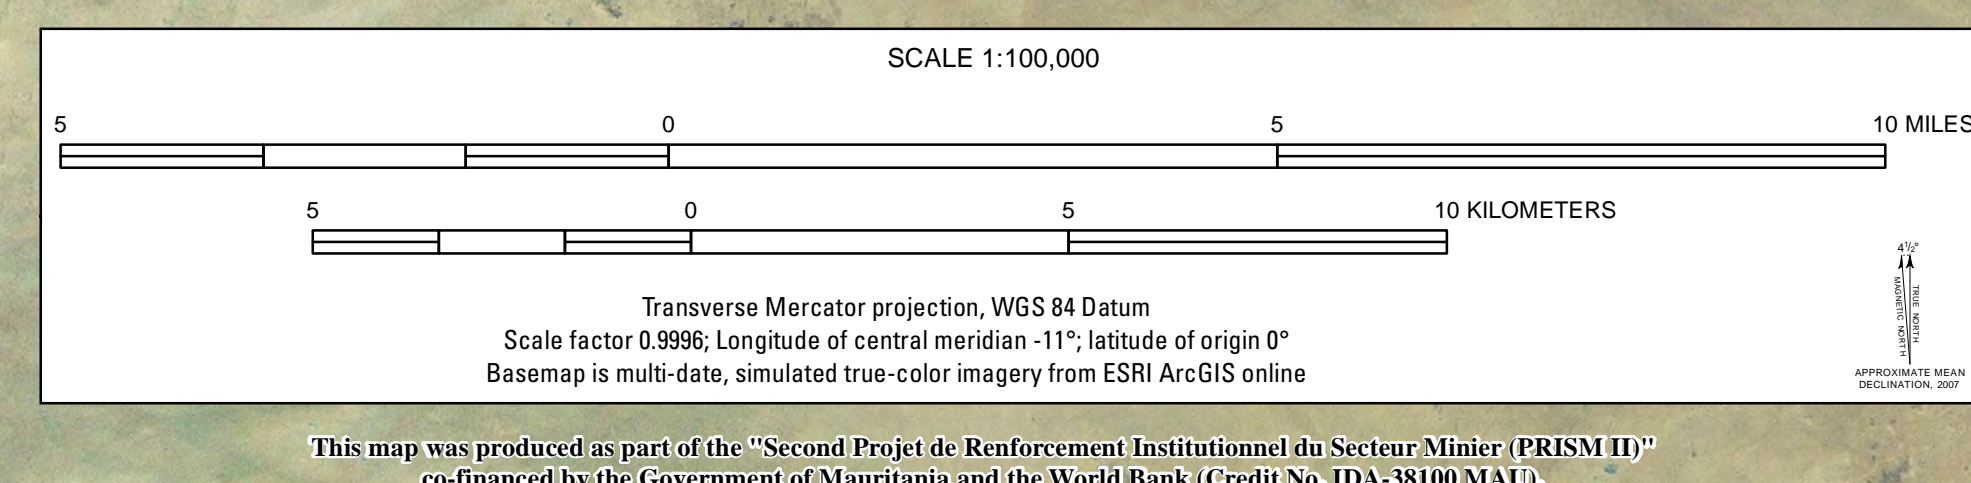 SCALE 1:100,000
5 0 5 10 MILES
5 0 5 10 KILOMETERS
4 1/2°
MAGNETIC NORTH
TRUE NORTH
APPROXIMATE MEAN
DECLINATION, 2007
Transverse Mercator projection, WGS 84 Datum
Scale factor 0.9996; Longitude of central meridian -11°; latitude of origin 0°
Basemap is multi-date, simulated true-color imagery from ESRI ArcGIS online
This map was produced as part of the "Second Projet de Renforcement Institutionnel du Secteur Minier (PRISM II)"
co-financed by the Government of Mauritania and the World Bank (Credit No. IDA-38100 MAU).